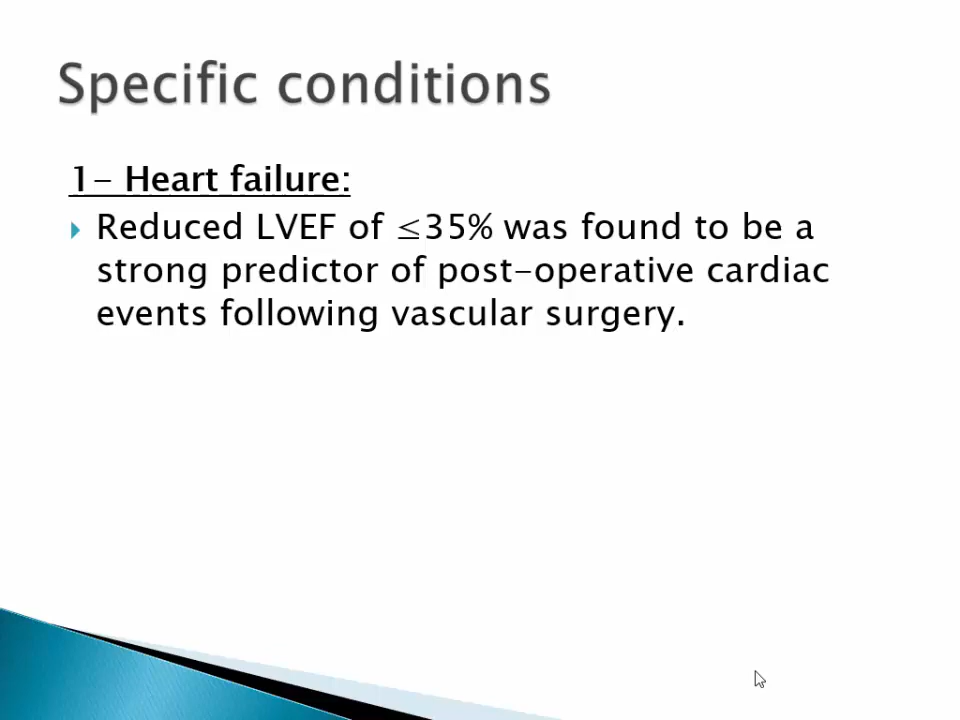 Specific conditions
1- Heart failure:
Reduced LVEF of ≤35% was found to be a
strong predictor of post-operative cardiac
events following vascular surgery.